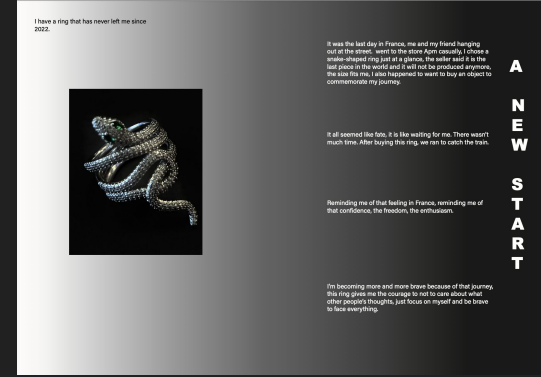 I have a ring that has never left me since
2022.
It was the last day in France, me and my friend hanging
out at the street.  went to the store Apm casually, I chose a
snake-shaped ring just at a glance, the seller said it is the
last piece in the world and it will not be produced anymore,
the size fits me, I also happened to want to buy an object to
commemorate my journey.
It all seemed like fate, it is like waiting for me. There wasn't
much time. After buying this ring, we ran to catch the train.
Reminding me of that feeling in France, reminding me of
that confidence, the freedom, the enthusiasm.
I'm becoming more and more brave because of that journey,
this ring gives me the courage to not to care about what
other people's thoughts, just focus on myself and be brave
to face everything.
A
N
E
W
S
T
A
R
T